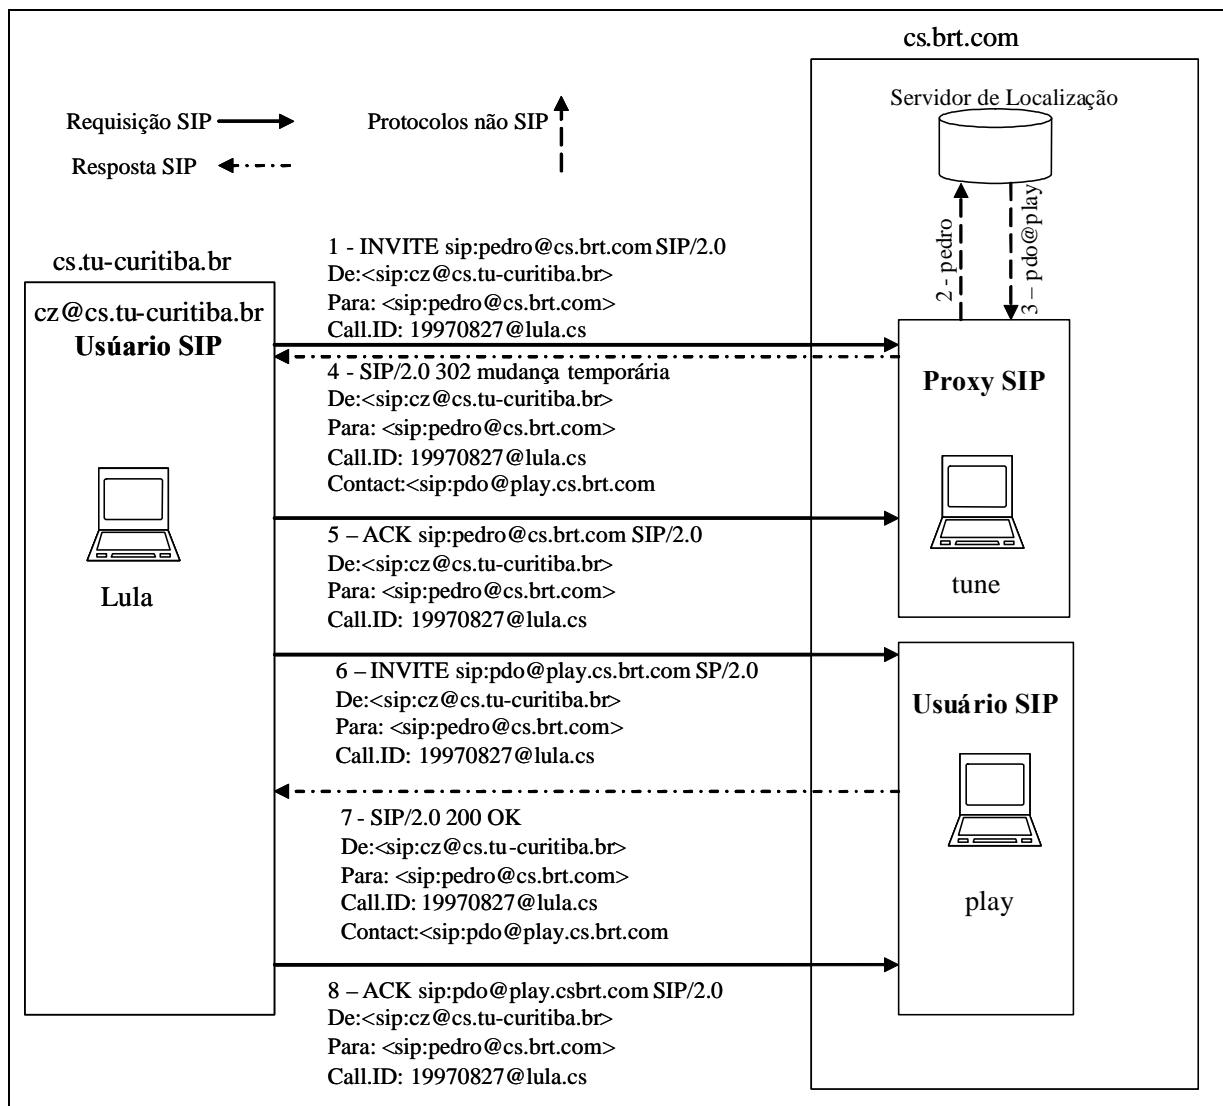 cs.brt.com
Servidor de Localização
Requisição SIP
Protocolos não SIP
Resposta SIP
2 - pedro
3 – pdo@play
cs.tu-curitiba.br
cz@cs.tu-curitiba.br
Usúario SIP
Lula
1 - INVITE sip:pedro@cs.brt.com SIP/2.0
De:<sip:cz@cs.tu-curitiba.br>
Para: <sip:pedro@cs.brt.com>
Call.ID: 19970827@lula.cs
4 - SIP/2.0 302 mudança temporária
De:<sip:cz@cs.tu-curitiba.br>
Para: <sip:pedro@cs.brt.com>
Call.ID: 19970827@lula.cs
Contact:<sip:pdo@play.cs.brt.com
Proxy SIP
tune
5 – ACK sip:pedro@cs.brt.com SIP/2.0
De:<sip:cz@cs.tu-curitiba.br>
Para: <sip:pedro@cs.brt.com>
Call.ID: 19970827@lula.cs
6 – INVITE sip:pdo@play.cs.brt.com SP/2.0
De:<sip:cz@cs.tu-curitiba.br>
Para: <sip:pedro@cs.brt.com>
Call.ID: 19970827@lula.cs
Usuário SIP
play
7 - SIP/2.0 200 OK
De:<sip:cz@cs.tu-curitiba.br>
Para: <sip:pedro@cs.brt.com>
Call.ID: 19970827@lula.cs
Contact:<sip:pdo@play.cs.brt.com
8 – ACK sip:pdo@play.csbrt.com SIP/2.0
De:<sip:cz@cs.tu-curitiba.br>
Para: <sip:pedro@cs.brt.com>
Call.ID: 19970827@lula.cs